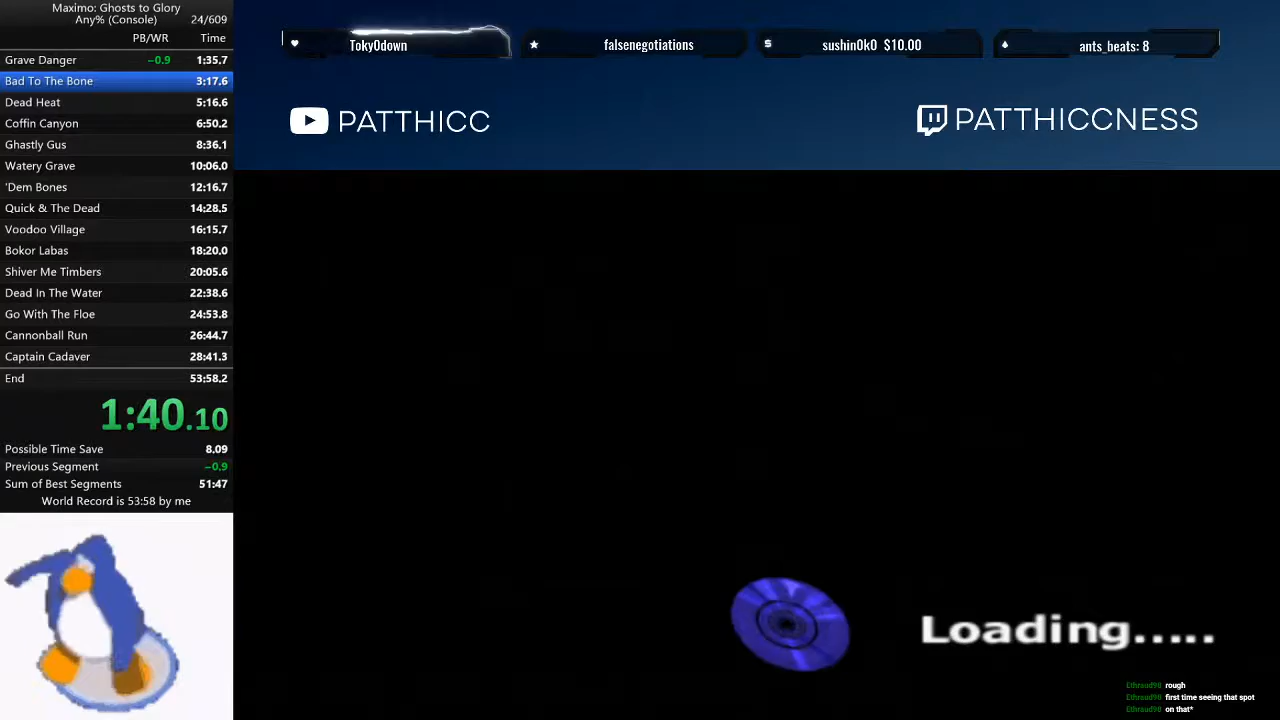 Maximo: Ghosts to Glory
Any% (Console) 24/609
PB/WR Time
Grave Danger −0.9 1:35.7
Bad To The Bone 3:17.6
Dead Heat 5:16.6
Coffin Canyon 6:50.2
Ghastly Gus 8:36.1
Watery Grave 10:06.0
'Dem Bones 12:16.7
Quick & The Dead 14:28.5
Voodoo Village 16:15.7
Bokor Labas 18:20.0
Shiver Me Timbers 20:05.6
Dead In The Water 22:38.6
Go With The Floe 24:53.8
Cannonball Run 26:44.7
Captain Cadaver 28:41.3
End 53:58.2
1:40.10
Possible Time Save 8.09
Previous Segment −0.9
Sum of Best Segments 51:47
World Record is 53:58 by me
Toky0down
falsenegotiations
sushin0k0 $10.00
ants_beats: 8
PATTHICC
PATTHICCNESS
Loading.....
Ethraud98 rough
Ethraud98 first time seeing that spot
Ethraud98 on that*